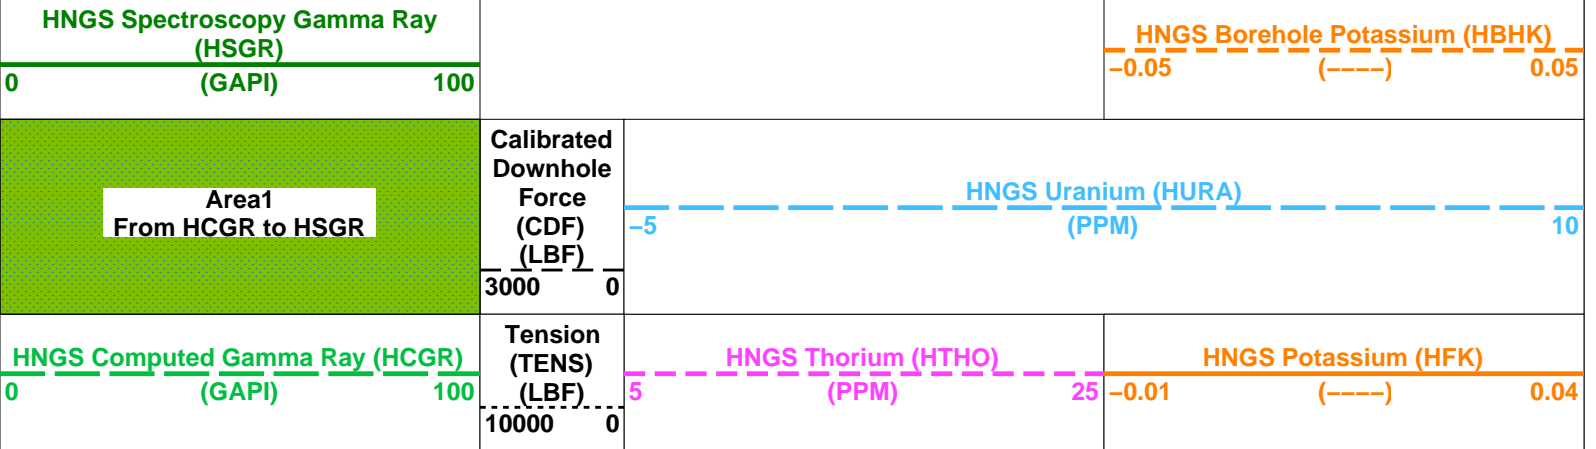 HNGS Spectroscopy Gamma Ray
(HSGR)
0 (GAPI) 100
HNGS Borehole Potassium (HBHK)
−0.05 (−−−−) 0.05
Area1
From HCGR to HSGR
Calibrated
Downhole
Force
(CDF)
(LBF)
3000 0
HNGS Uranium (HURA)
−5 (PPM) 10
HNGS Computed Gamma Ray (HCGR)
0 (GAPI) 100
Tension
(TENS)
(LBF)
10000 0
HNGS Thorium (HTHO)
5 (PPM) 25
HNGS Potassium (HFK)
−0.01 (−−−−) 0.04